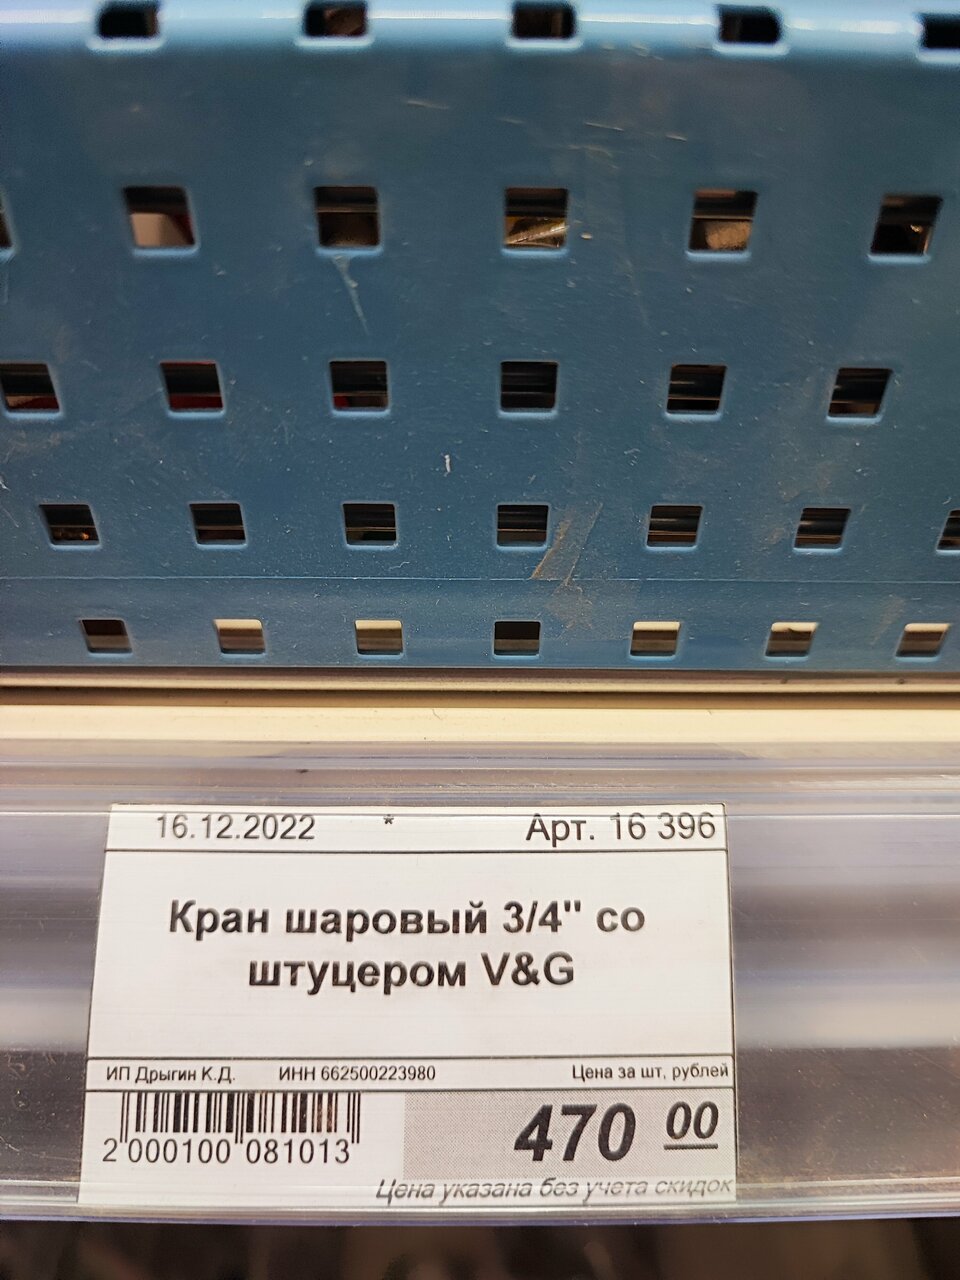 16.12.2022 * Арт. 16 396
Кран шаровый 3/4" со
штуцером V&G
ИП Дрыгин К.Д. ИНН 662500223980 Цена за шт, рублей
2 000100 081013 470 00
Цена указана без учета скидок